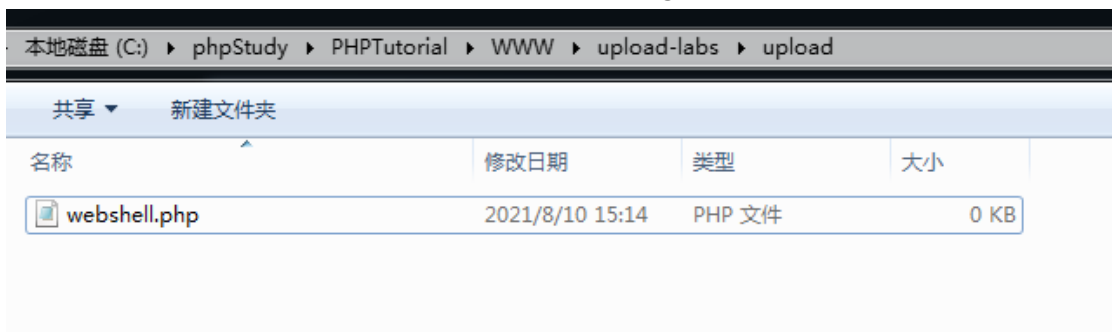 本地磁盘 (C:) ▸ phpStudy ▸ PHPTutorial ▸ WWW ▸ upload-labs ▸ upload
共享 ▾ 新建文件夹
名称 修改日期 类型 大小
webshell.php 2021/8/10 15:14 PHP 文件 0 KB